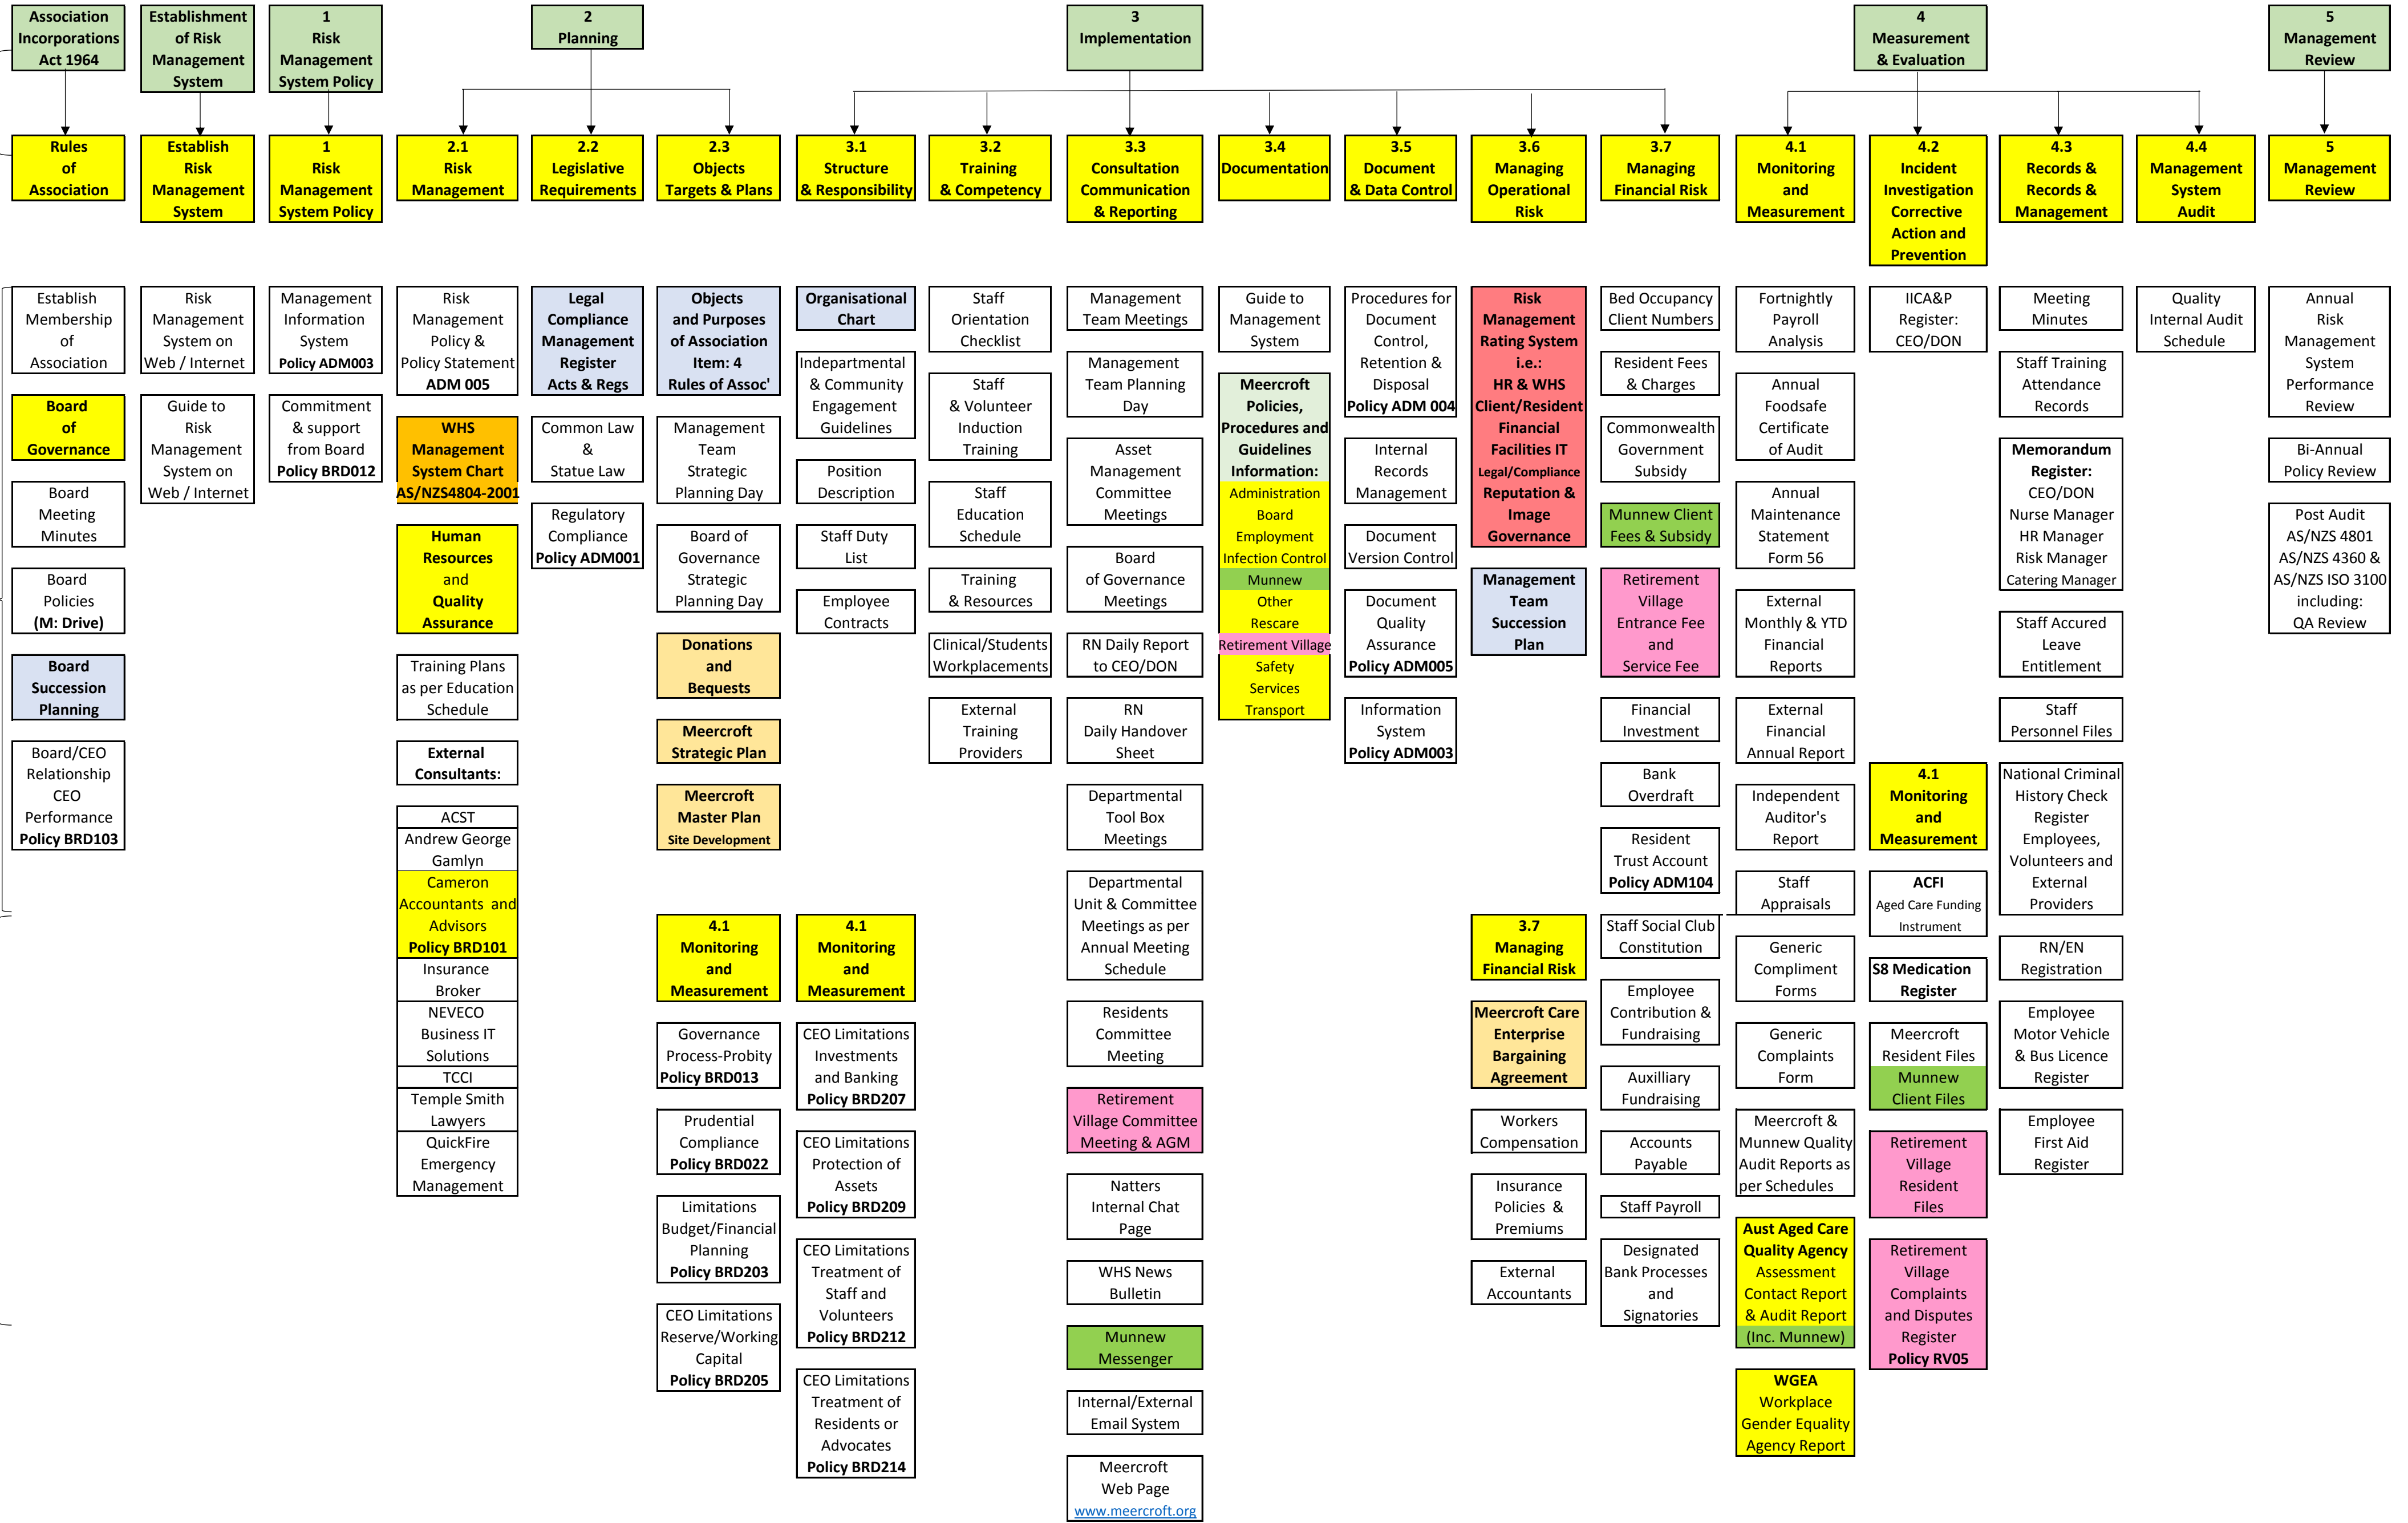 Association
Incorporations
Act 1964
Establishment
of Risk
Management
System
1
Risk
Management
System Policy
2
Planning
3
Implementation
4
Measurement
& Evaluation
5
Management
Review
Rules
of
Association
Establish
Risk
Management
System
1
Risk
Management
System Policy
2.1
Risk
Management
2.2
Legislative
Requirements
2.3
Objects
Targets & Plans
3.1
Structure
& Responsibility
3.2
Training
& Competency
3.3
Consultation
Communication
& Reporting
3.4
Documentation
3.5
Document
& Data Control
3.6
Managing
Operational
Risk
3.7
Managing
Financial Risk
4.1
Monitoring
and
Measurement
4.2
Incident
Investigation
Corrective
Action and
Prevention
4.3
Records &
Records &
Management
4.4
Management
System
Audit
5
Management
Review
Establish
Membership
of
Association
Board
of
Governance
Board
Meeting
Minutes
Board
Policies
(M: Drive)
Board
Succession
Planning
Board/CEO
Relationship
CEO
Performance
Policy BRD103
Risk
Management
System on
Web / Internet
Guide to
Risk
Management
System on
Web / Internet
Management
Information
System
Policy ADM003
Commitment
& support
from Board
Policy BRD012
Risk
Management
Policy &
Policy Statement
ADM 005
WHS
Management
System Chart
AS/NZS4804-2001
Human
Resources
and
Quality
Assurance
Training Plans
as per Education
Schedule
External
Consultants:
ACST
Andrew George
Gamlyn
Cameron
Accountants and
Advisors
Policy BRD101
Insurance
Broker
NEVECO
Business IT
Solutions
TCCI
Temple Smith
Lawyers
QuickFire
Emergency
Management
Legal
Compliance
Management
Register
Acts & Regs
Common Law
&
Statue Law
Regulatory
Compliance
Policy ADM001
Objects
and Purposes
of Association
Item: 4
Rules of Assoc'
Management
Team
Strategic
Planning Day
Board of
Governance
Strategic
Planning Day
Donations
and
Bequests
Meercroft
Strategic Plan
Meercroft
Master Plan
Site Development
4.1
Monitoring
and
Measurement
Governance
Process-Probity
Policy BRD013
Prudential
Compliance
Policy BRD022
Limitations
Budget/Financial
Planning
Policy BRD203
CEO Limitations
Reserve/Working
Capital
Policy BRD205
Organisational
Chart
Indepartmental
& Community
Engagement
Guidelines
Position
Description
Staff Duty
List
Employee
Contracts
4.1
Monitoring
and
Measurement
CEO Limitations
Investments
and Banking
Policy BRD207
CEO Limitations
Protection of
Assets
Policy BRD209
CEO Limitations
Treatment of
Staff and
Volunteers
Policy BRD212
CEO Limitations
Treatment of
Residents or
Advocates
Policy BRD214
Staff
Orientation
Checklist
Staff
& Volunteer
Induction
Training
Staff
Education
Schedule
Training
& Resources
Clinical/Students
Workplacements
External
Training
Providers
Management
Team Meetings
Management
Team Planning
Day
Asset
Management
Committee
Meetings
Board
of Governance
Meetings
RN Daily Report
to CEO/DON
RN
Daily Handover
Sheet
Departmental
Tool Box
Meetings
Departmental
Unit & Committee
Meetings as per
Annual Meeting
Schedule
Residents
Committee
Meeting
Retirement
Village Committee
Meeting & AGM
Natters
Internal Chat
Page
WHS News
Bulletin
Munnew
Messenger
Internal/External
Email System
Meercroft
Web Page
www.meercroft.org
Guide to
Management
System
Meercroft
Policies,
Procedures and
Guidelines
Information:
Administration
Board
Employment
Infection Control
Munnew
Other
Rescare
Retirement Village
Safety
Services
Transport
Procedures for
Document
Control,
Retention &
Disposal
Policy ADM 004
Internal
Records
Management
Document
Version Control
Document
Quality
Assurance
Policy ADM005
Information
System
Policy ADM003
Risk
Management
Rating System
i.e.:
HR & WHS
Client/Resident
Financial
Facilities IT
Legal/Compliance
Reputation &
Image
Governance
Management
Team
Succession
Plan
3.7
Managing
Financial Risk
Meercroft Care
Enterprise
Bargaining
Agreement
Workers
Compensation
Insurance
Policies &
Premiums
External
Accountants
Bed Occupancy
Client Numbers
Resident Fees
& Charges
Commonwealth
Government
Subsidy
Munnew Client
Fees & Subsidy
Retirement
Village
Entrance Fee
and
Service Fee
Financial
Investment
Bank
Overdraft
Resident
Trust Account
Policy ADM104
Staff Social Club
Constitution
Employee
Contribution &
Fundraising
Auxilliary
Fundraising
Accounts
Payable
Staff Payroll
Designated
Bank Processes
and
Signatories
Fortnightly
Payroll
Analysis
Annual
Foodsafe
Certificate
of Audit
Annual
Maintenance
Statement
Form 56
External
Monthly & YTD
Financial
Reports
External
Financial
Annual Report
Independent
Auditor's
Report
Staff
Appraisals
Generic
Compliment
Forms
Generic
Complaints
Form
Meercroft &
Munnew Quality
Audit Reports as
per Schedules
Aust Aged Care
Quality Agency
Assessment
Contact Report
& Audit Report
(Inc. Munnew)
WGEA
Workplace
Gender Equality
Agency Report
IICA&P
Register:
CEO/DON
4.1
Monitoring
and
Measurement
ACFI
Aged Care Funding
Instrument
S8 Medication
Register
Meercroft
Resident Files
Munnew
Client Files
Retirement
Village
Resident
Files
Retirement
Village
Complaints
and Disputes
Register
Policy RV05
Meeting
Minutes
Staff Training
Attendance
Records
Memorandum
Register:
CEO/DON
Nurse Manager
HR Manager
Risk Manager
Catering Manager
Staff Accured
Leave
Entitlement
Staff
Personnel Files
National Criminal
History Check
Register
Employees,
Volunteers and
External
Providers
RN/EN
Registration
Employee
Motor Vehicle
& Bus Licence
Register
Employee
First Aid
Register
Quality
Internal Audit
Schedule
Annual
Risk
Management
System
Performance
Review
Bi-Annual
Policy Review
Post Audit
AS/NZS 4801
AS/NZS 4360 &
AS/NZS ISO 3100
including:
QA Review